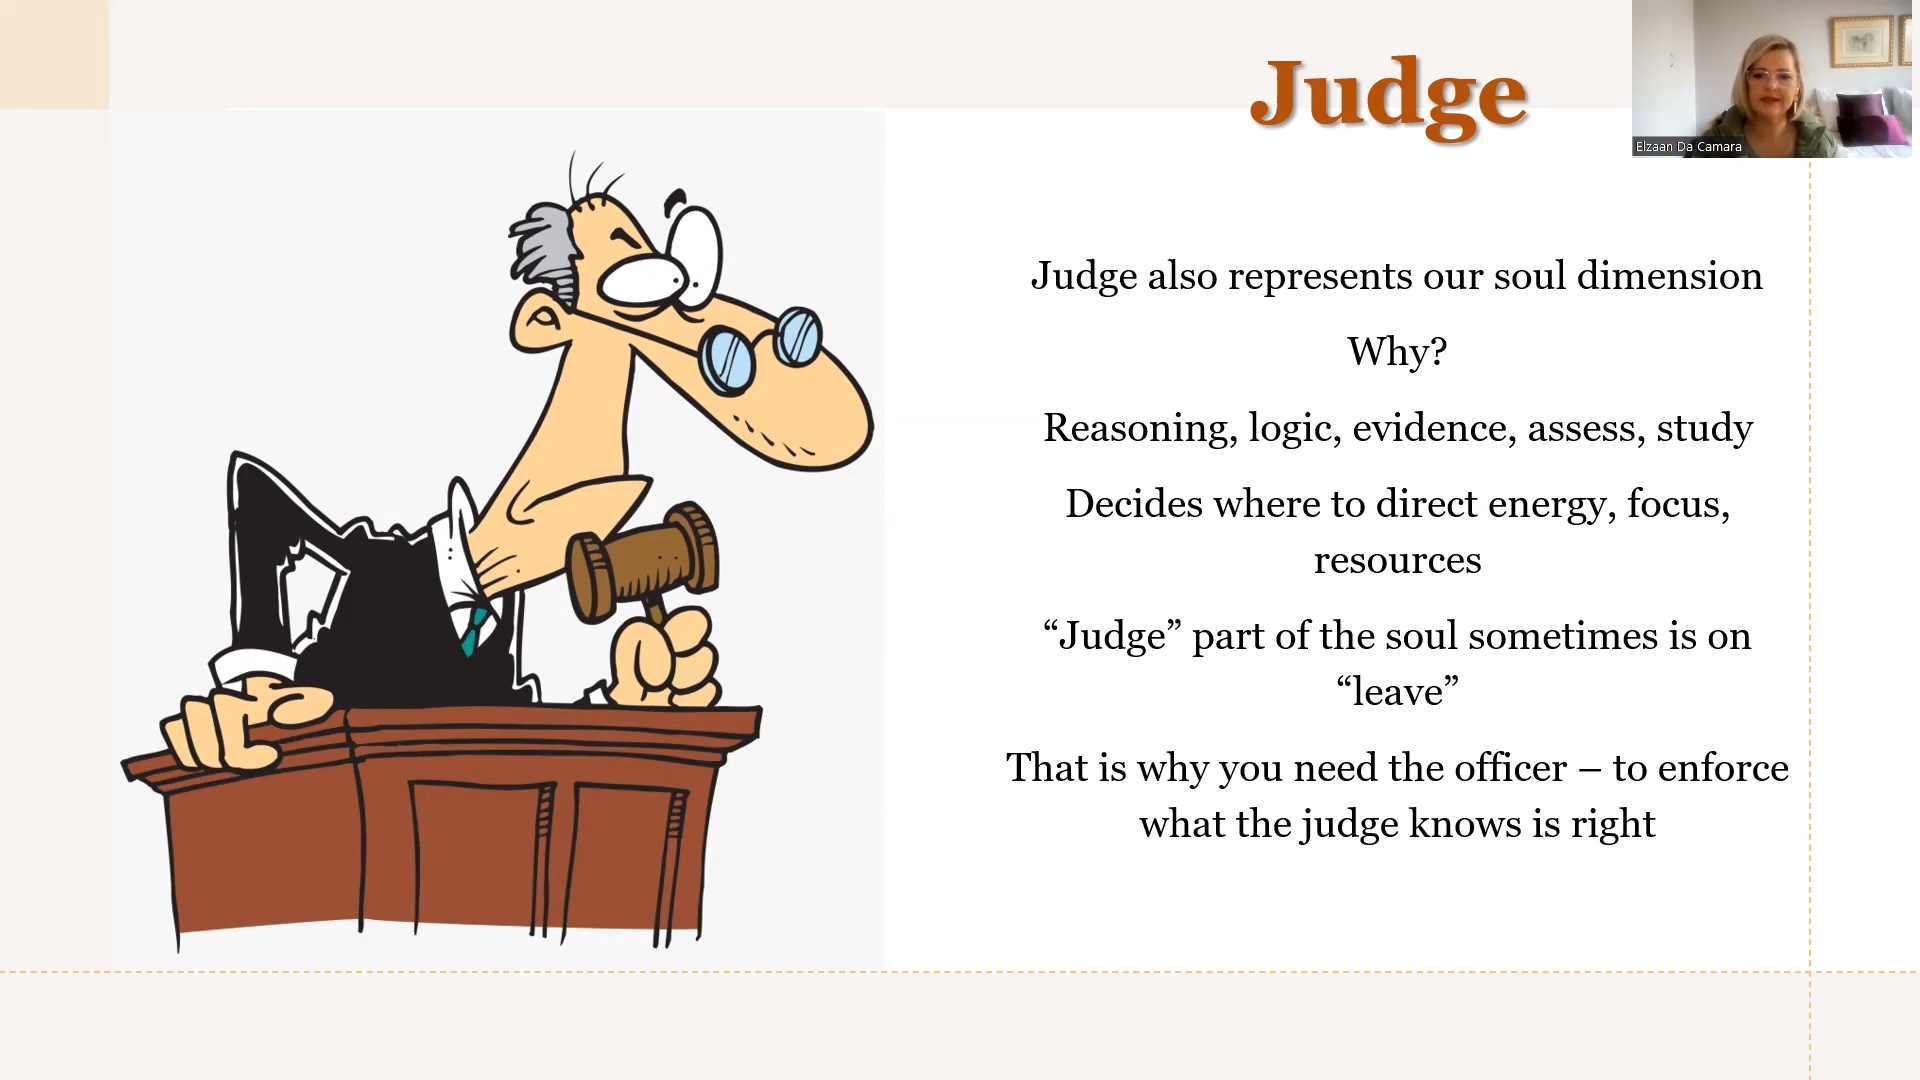 Judge
Elzaan Da Camara
Judge also represents our soul dimension
Why?
Reasoning, logic, evidence, assess, study
Decides where to direct energy, focus,
resources
“Judge” part of the soul sometimes is on
“leave”
That is why you need the officer – to enforce
what the judge knows is right